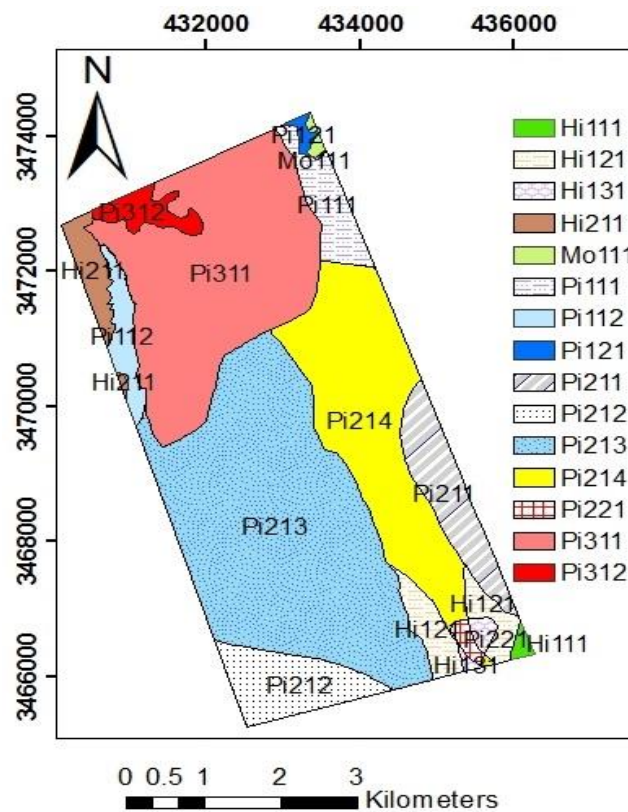 432000 434000 436000
N
3474000
3472000
3470000
3468000
3466000
Pi121
Mo111
Pi111
Pi312
Hi211
Pi311
Pi112
Hi211
Pi214
Pi211
Pi213
Hi121
Hi121
Pi221
Hi111
Hi131
Pi212
Hi111
Hi121
Hi131
Hi211
Mo111
Pi111
Pi112
Pi121
Pi211
Pi212
Pi213
Pi214
Pi221
Pi311
Pi312
0 0.5 1 2 3
Kilometers